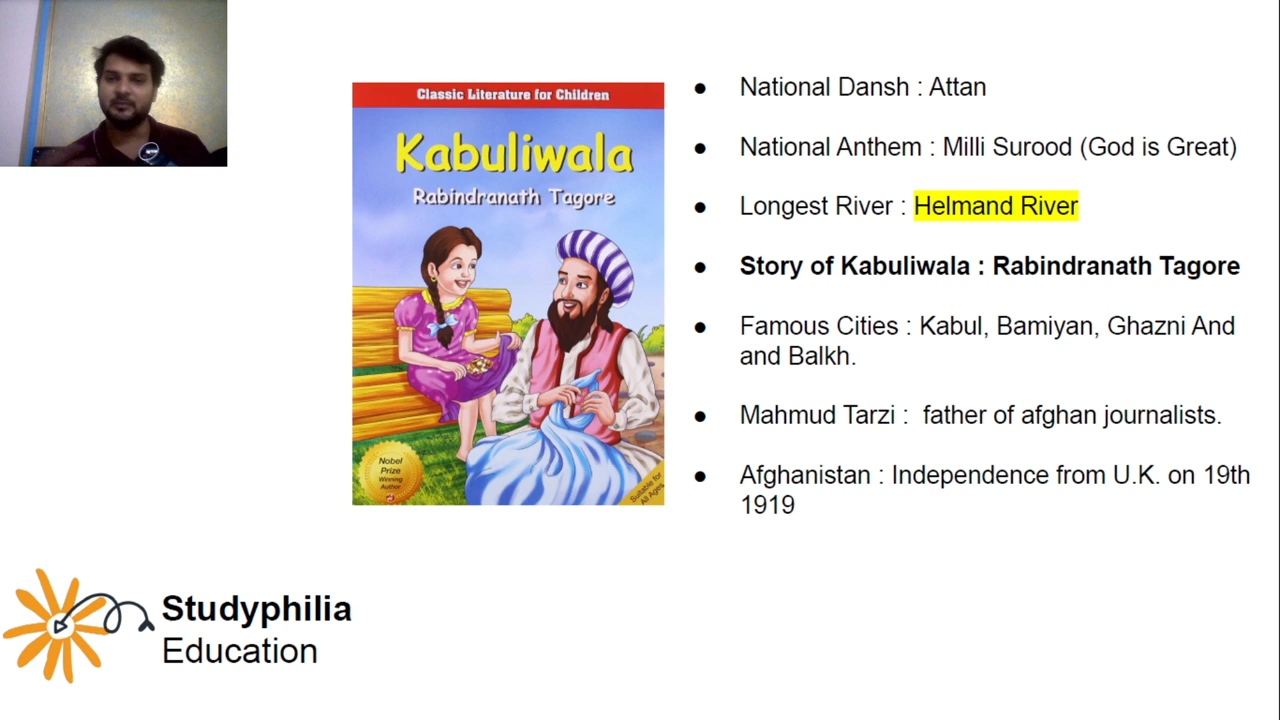 Classic Literature for Children
Kabuliwala
Rabindranath Tagore
Nobel
Prize
Winning
Author
Suitable for
All Ages
● National Dansh : Attan
● National Anthem : Milli Surood (God is Great)
● Longest River : Helmand River
● Story of Kabuliwala : Rabindranath Tagore
● Famous Cities : Kabul, Bamiyan, Ghazni And
and Balkh.
● Mahmud Tarzi :  father of afghan journalists.
● Afghanistan : Independence from U.K. on 19th
1919
Studyphilia
Education